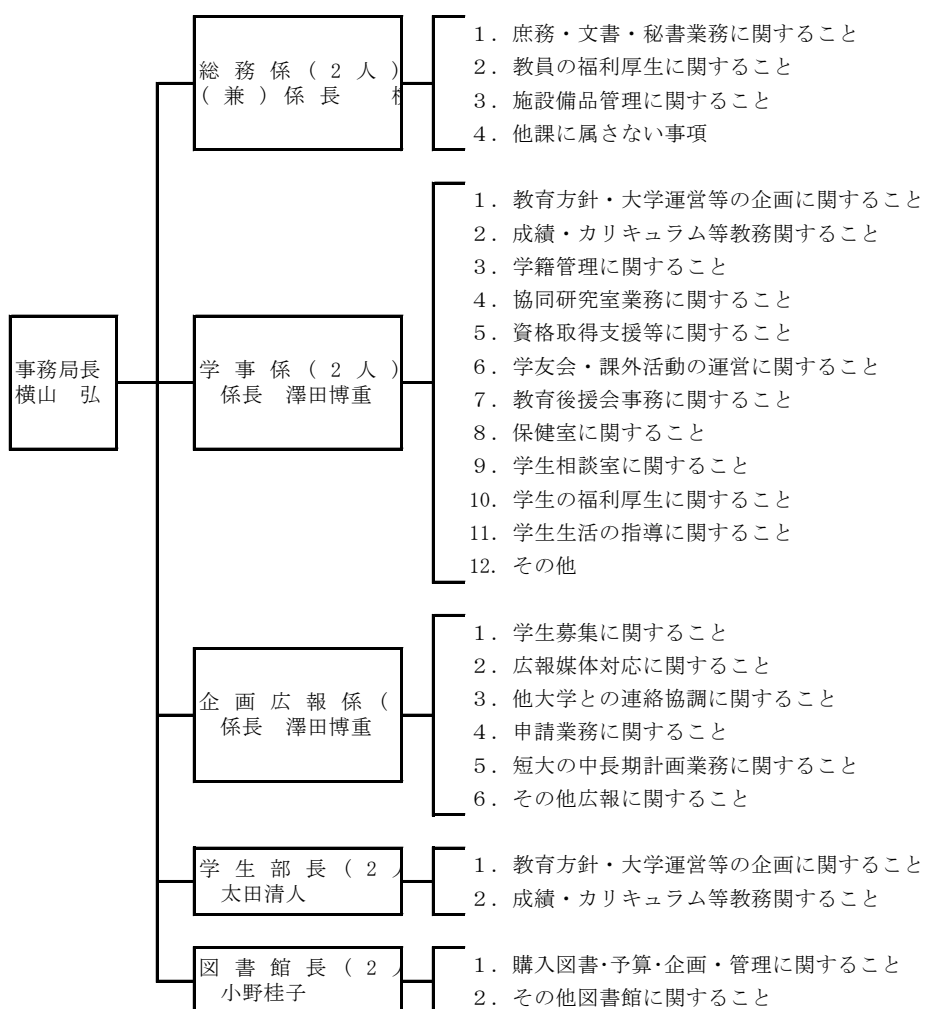 事務局長
横山 弘
総務係(2人)
(兼)係長
1. 庶務・文書・秘書業務に関すること
2. 教員の福利厚生に関すること
3. 施設備品管理に関すること
4. 他課に属さない事項
学事係(2人)
係長 澤田博重
1. 教育方針・大学運営等の企画に関すること
2. 成績・カリキュラム等教務関すること
3. 学籍管理に関すること
4. 協同研究室業務に関すること
5. 資格取得支援等に関すること
6. 学友会・課外活動の運営に関すること
7. 教育後援会事務に関すること
8. 保健室に関すること
9. 学生相談室に関すること
10. 学生の福利厚生に関すること
11. 学生生活の指導に関すること
12. その他
企画広報係(
係長 澤田博重
1. 学生募集に関すること
2. 広報媒体対応に関すること
3. 他大学との連絡協調に関すること
4. 申請業務に関すること
5. 短大の中長期計画業務に関すること
6. その他広報に関すること
学生部長(2
太田清人
1. 教育方針・大学運営等の企画に関すること
2. 成績・カリキュラム等教務関すること
図書館長(2
小野桂子
1. 購入図書・予算・企画・管理に関すること
2. その他図書館に関すること